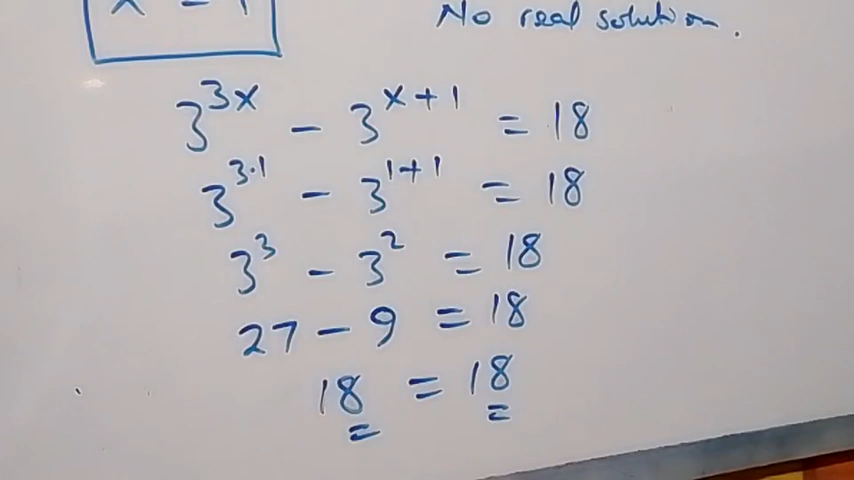 x = 1
No real solution.
3^{3x} - 3^{x+1} = 18
3^{3·1} - 3^{1+1} = 18
3^3 - 3^2 = 18
27 - 9 = 18
18 = 18